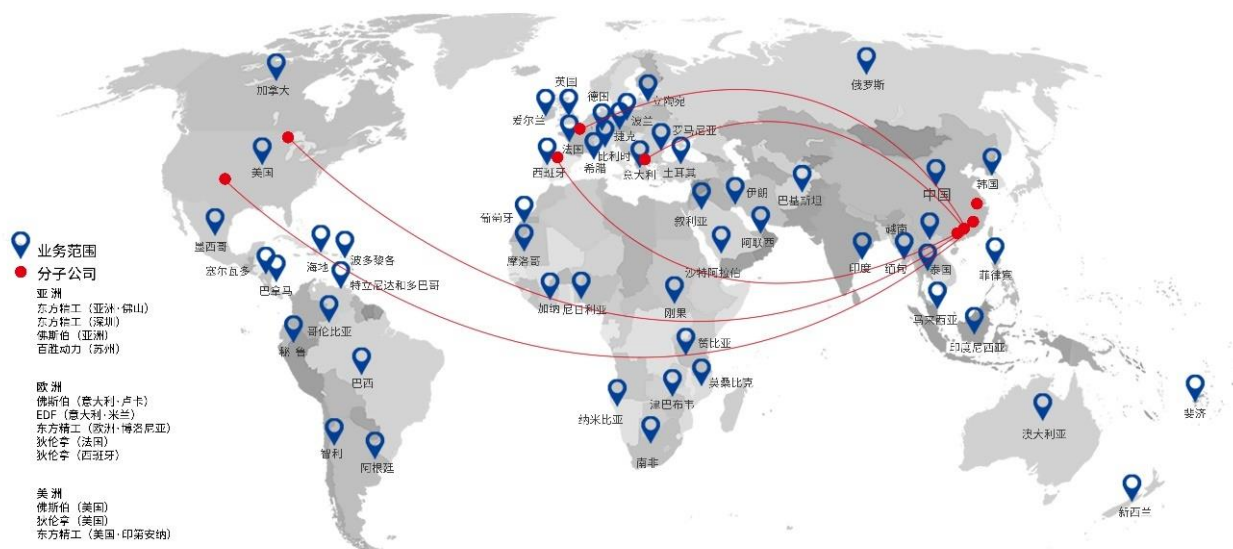 加拿大
俄罗斯
英国
德国
立陶宛
爱尔兰
波兰
罗马尼亚
捷克
法国
比利时
希腊
美国
西班牙
意大利
土耳其
中国
韩国
伊朗
巴基斯坦
葡萄牙
叙利亚
越南
墨西哥
阿联酋
业务范围
摩洛哥
海地
波多黎各
沙特阿拉伯
印度
缅甸
泰国
菲律宾
分子公司
塞尔瓦多
巴拿马
特立尼达和多巴哥
加纳
尼日利亚
刚果
马来西亚
亚洲
东方精工（亚洲·佛山）
东方精工（深圳）
佛斯伯（亚洲）
百胜动力（苏州）
哥伦比亚
秘鲁
赞比亚
印度尼西亚
巴西
莫桑比克
欧洲
佛斯伯（意大利·卢卡）
EDF（意大利·米兰）
东方精工（欧洲·博洛尼亚）
狄伦拿（法国）
狄伦拿（西班牙）
纳米比亚
津巴布韦
斐济
澳大利亚
智利
阿根廷
南非
美洲
佛斯伯（美国）
狄伦拿（美国）
东方精工（美国·印第安纳）
新西兰